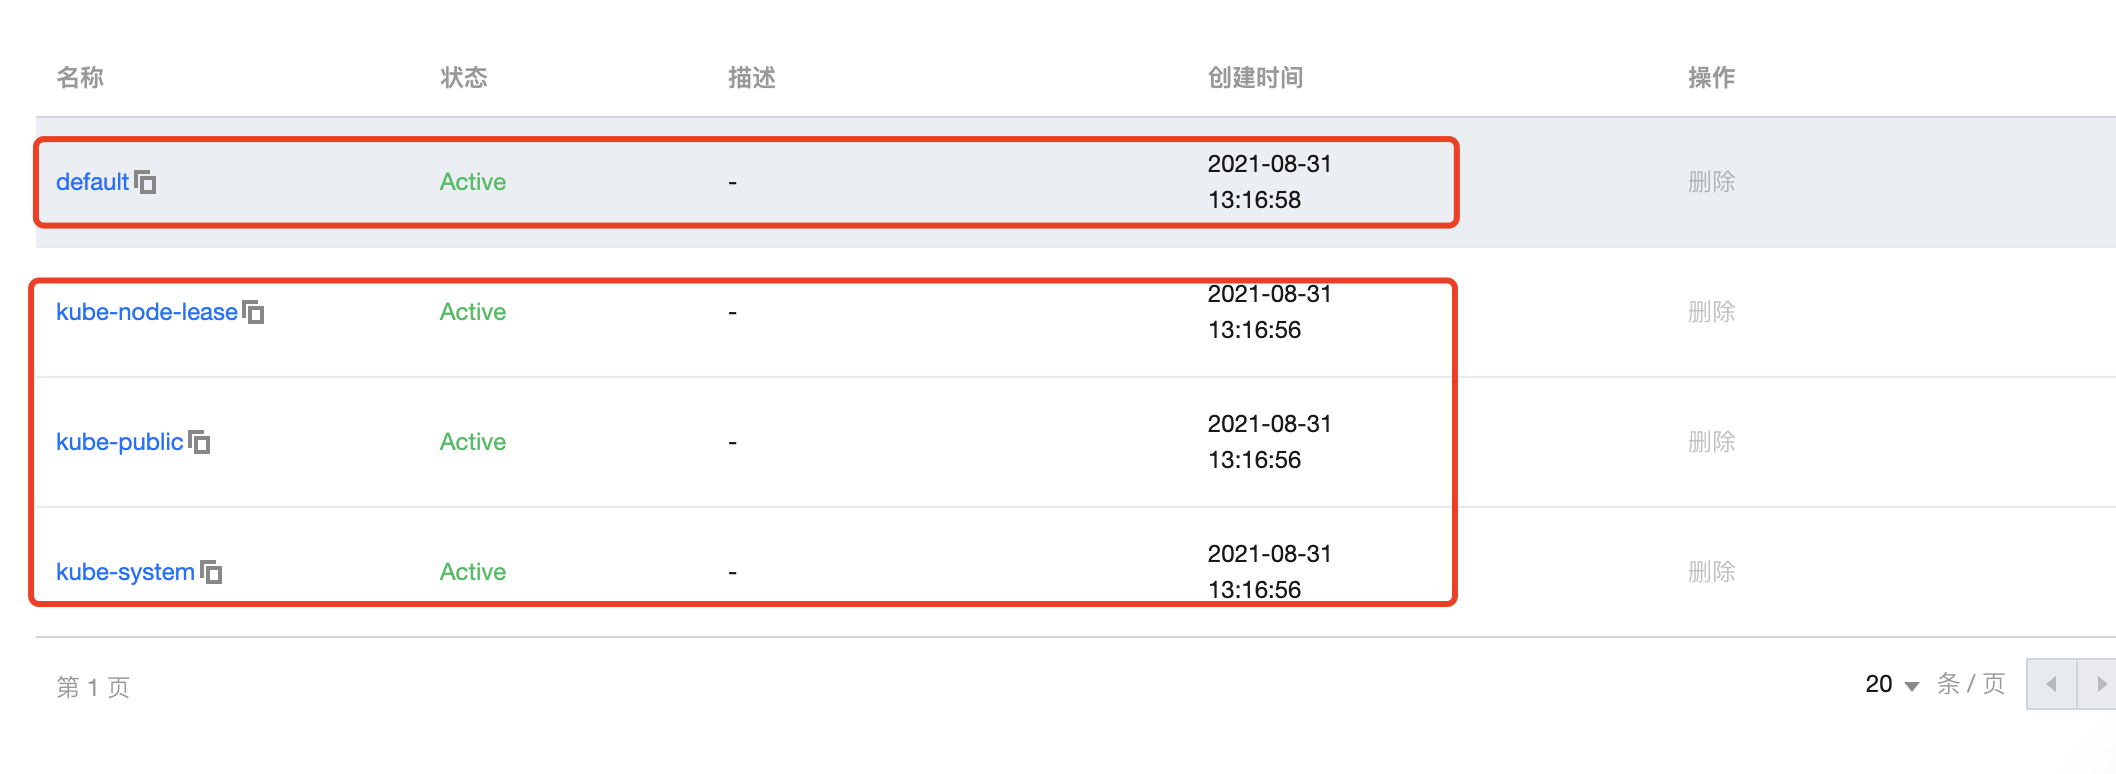 名称 状态 描述 创建时间 操作
default Active - 2021-08-31 13:16:58 删除
kube-node-lease Active - 2021-08-31 13:16:56 删除
kube-public Active - 2021-08-31 13:16:56 删除
kube-system Active - 2021-08-31 13:16:56 删除
第 1 页 20 条 / 页